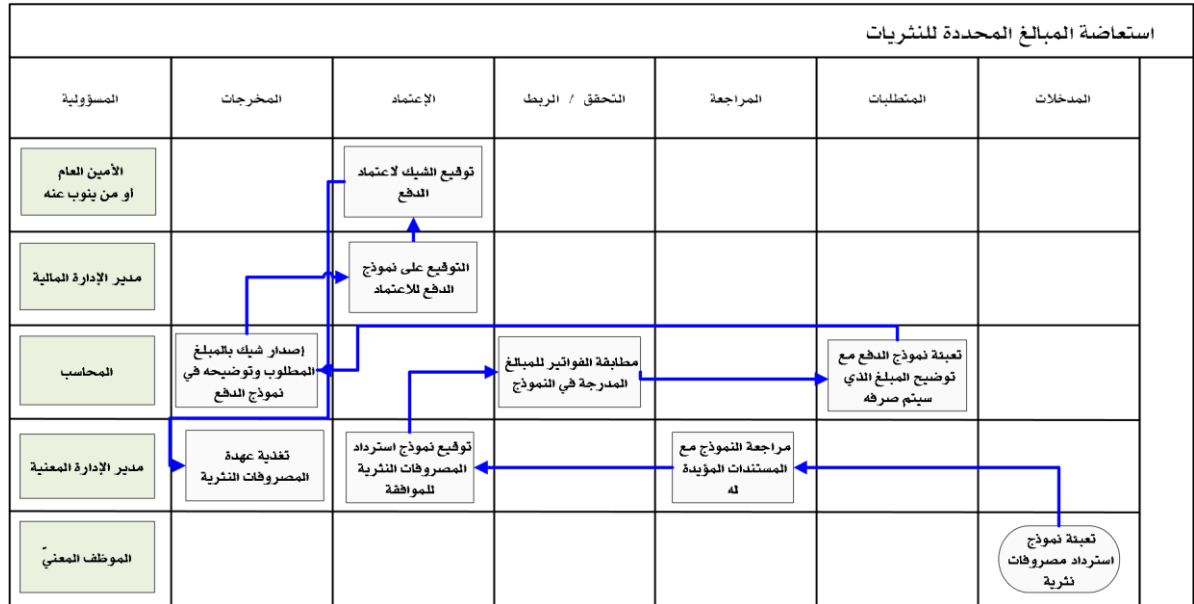 استعاضة المبالغ المحددة للنثريات
المدخلات
المتطلبات
المراجعة
التحقق / الربط
الإعتماد
المخرجات
المسؤولية
توقيع الشيك لاعتماد
الدفع
الأمين العام
أو من ينوب عنه
التوقيع على نموذج
الدفع للاعتماد
مدير الإدارة المالية
تعبئة نموذج الدفع مع
توضيح المبلغ الذي
سيتم صرفه
مطابقة الفواتير للمبالغ
المدرجة في النموذج
إصدار شيك بالمبلغ
المطلوب وتوضيحه في
نموذج الدفع
المحاسب
مراجعة النموذج مع
المستندات المؤيدة
له
توقيع نموذج استرداد
المصروفات النثرية
للموافقة
تغذية عهدة
المصروفات النثرية
مدير الإدارة المعنية
تعبئة نموذج
استرداد مصروفات
نثرية
الموظف المعنيّ